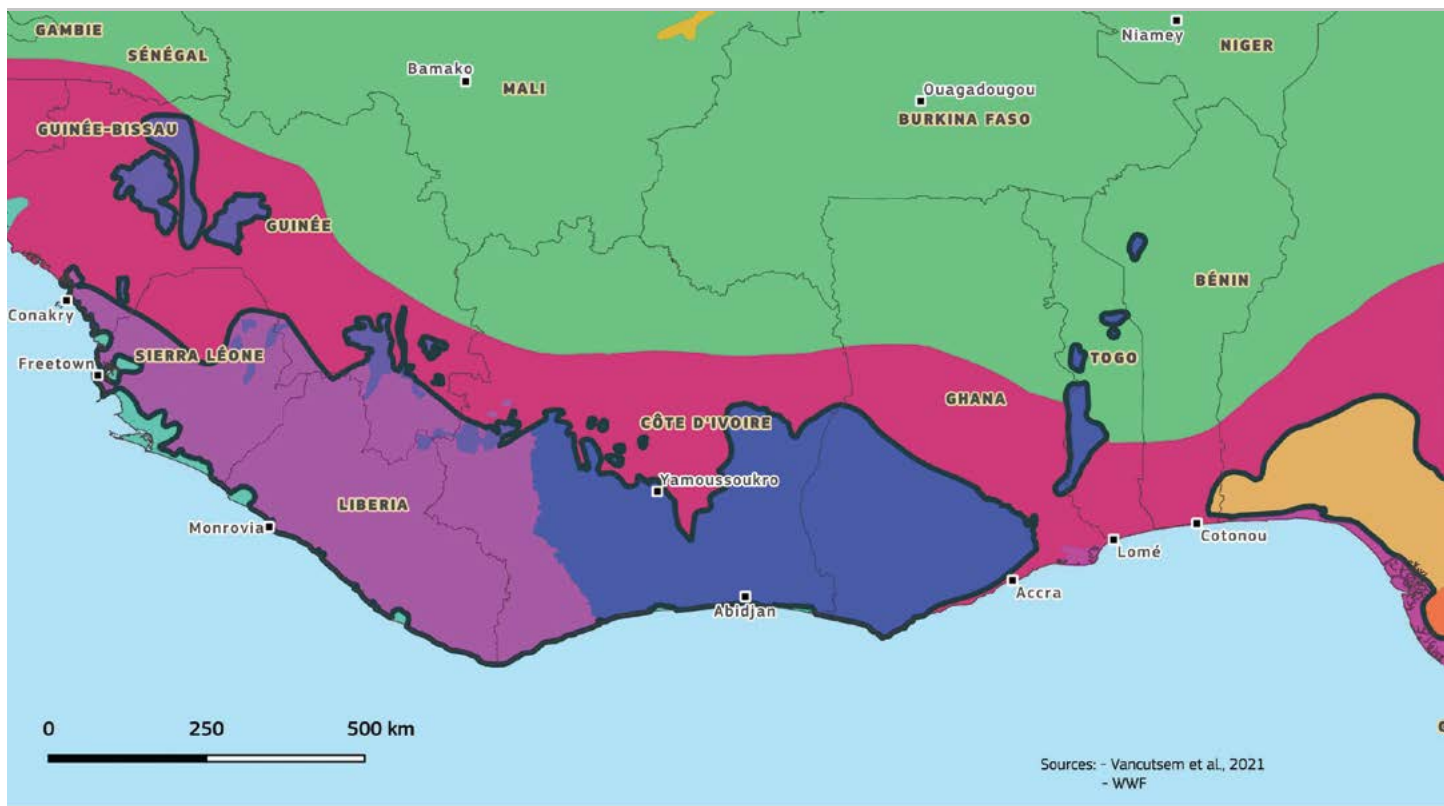 GAMBIE
SÉNÉGAL
Bamako
MALI
Niamey
NIGER
Ouagadougou
BURKINA FASO
GUINÉE-BISSAU
GUINÉE
BÉNIN
Conakry
SIERRA LÉONE
Freetown
TOGO
GHANA
CÔTE D'IVOIRE
Yamoussoukro
LIBERIA
Monrovia
Cotonou
Lomé
Accra
Abidjan
0 250 500 km
Sources: - Vancutsem et al., 2021
- WWF